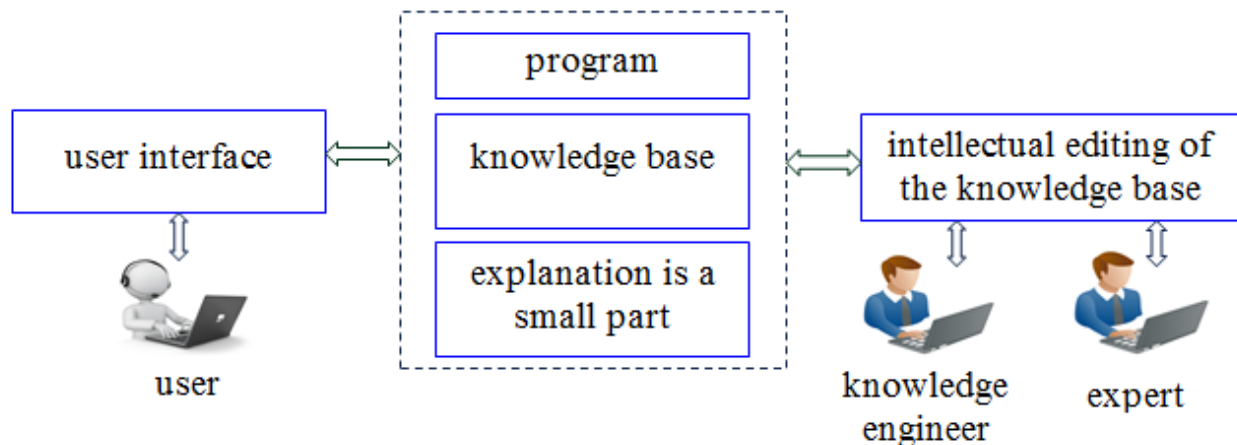 program
user interface
knowledge base
intellectual editing of
the knowledge base
explanation is a
small part
user
knowledge
engineer
expert